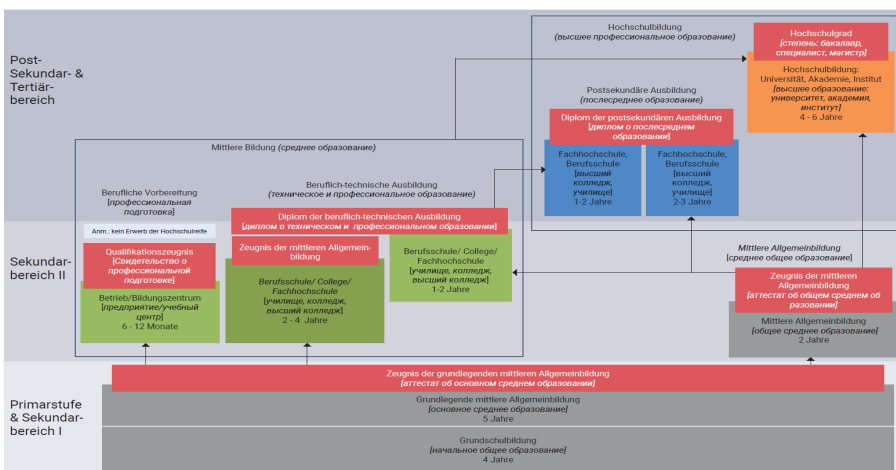 Post-
Sekundar- &
Tertiär-
bereich
Hochschulbildung
(высшее профессиональное образование)
Hochschulgrad
[степень: бакалавр,
специалист, магистр]
Hochschulbildung:
Universität, Akademie, Institut
[высшее образование:
университет, академия,
институт]
4 - 6 Jahre
Postsekundäre Ausbildung
(послесреднее образование)
Diplom der postsekundären Ausbildung
[диплом о послесреднем
образовании]
Fachhochschule,
Berufsschule
[высший
колледж,
училище]
1-2 Jahre
Fachhochschule,
Berufsschule
[высший
колледж,
училище]
2-3 Jahre
Mittlere Bildung (среднее образование)
Berufliche Vorbereitung
[профессиональная
подготовка]
Beruflich-technische Ausbildung
(техническое и профессиональное образование)
Sekundar-
bereich II
Anm.: kein Erwerb der Hochschulreife
Qualifikationszeugnis
[Свидетельство о
профессиональной
подготовке]
Betrieb/Bildungszentrum
[предприятие/учебный
центр]
6 - 12 Monate
Diplom der beruflich-technischen Ausbildung
[диплом о техническом и профессиональном образовании]
Zeugnis der mittleren Allgemein-
bildung
Berufsschule/ College/
Fachhochschule
[училище, колледж,
высший колледж]
2 - 4 Jahre
Berufsschule/ College/
Fachhochschule
[училище, колледж,
высший колледж]
1-2 Jahre
Mittlere Allgemeinbildung
[среднее общее образование)
Zeugnis der mittleren
Allgemeinbildung
[аттестат об общем среднем об
разовании]
Mittlere Allgemeinbildung
[общее среднее образование]
2 Jahre
Primarstufe
& Sekundar-
bereich I
Zeugnis der grundlegenden mittleren Allgemeinbildung
[аттестат об основном среднем образовании]
Grundlegende mittlere Allgemeinbildung
[основное среднее образование]
5 Jahre
Grundschulbildung
[начальное общее образование]
4 Jahre